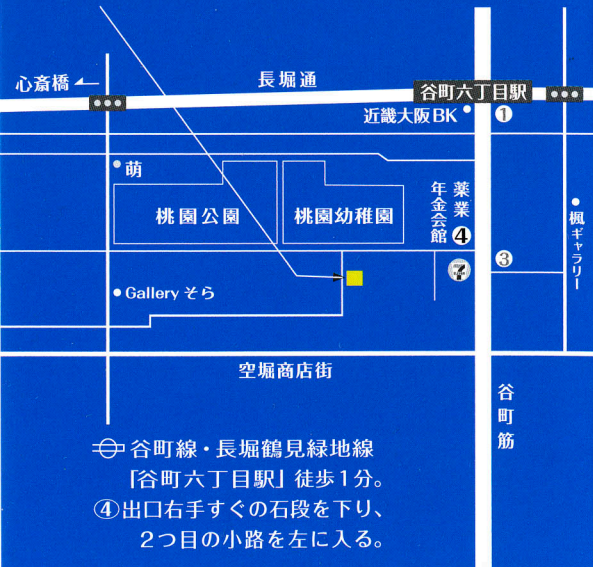 心斎橋
長堀通
谷町六丁目駅
近畿大阪BK
①
萌
桃園公園
桃園幼稚園
薬業
年金会館
④
楓ギャラリー
③
7
Gallery そら
空堀商店街
谷町筋
谷町線・長堀鶴見緑地線
「谷町六丁目駅」徒歩1分。
④出口右手すぐの石段を下り、
2つ目の小路を左に入る。